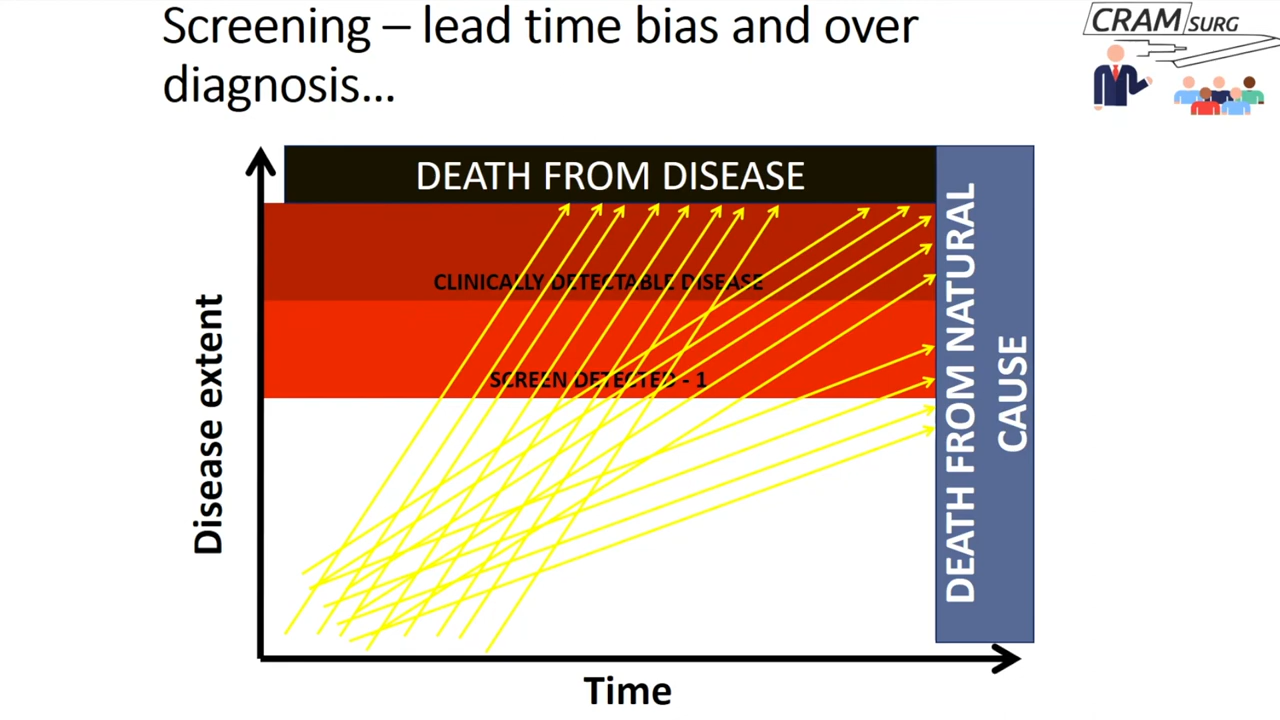 Screening – lead time bias and over
diagnosis...
CRAM SURG
DEATH FROM DISEASE
CLINICALLY DETECTABLE DISEASE
SCREEN DETECTED - 1
DEATH FROM NATURAL
CAUSE
Disease extent
Time